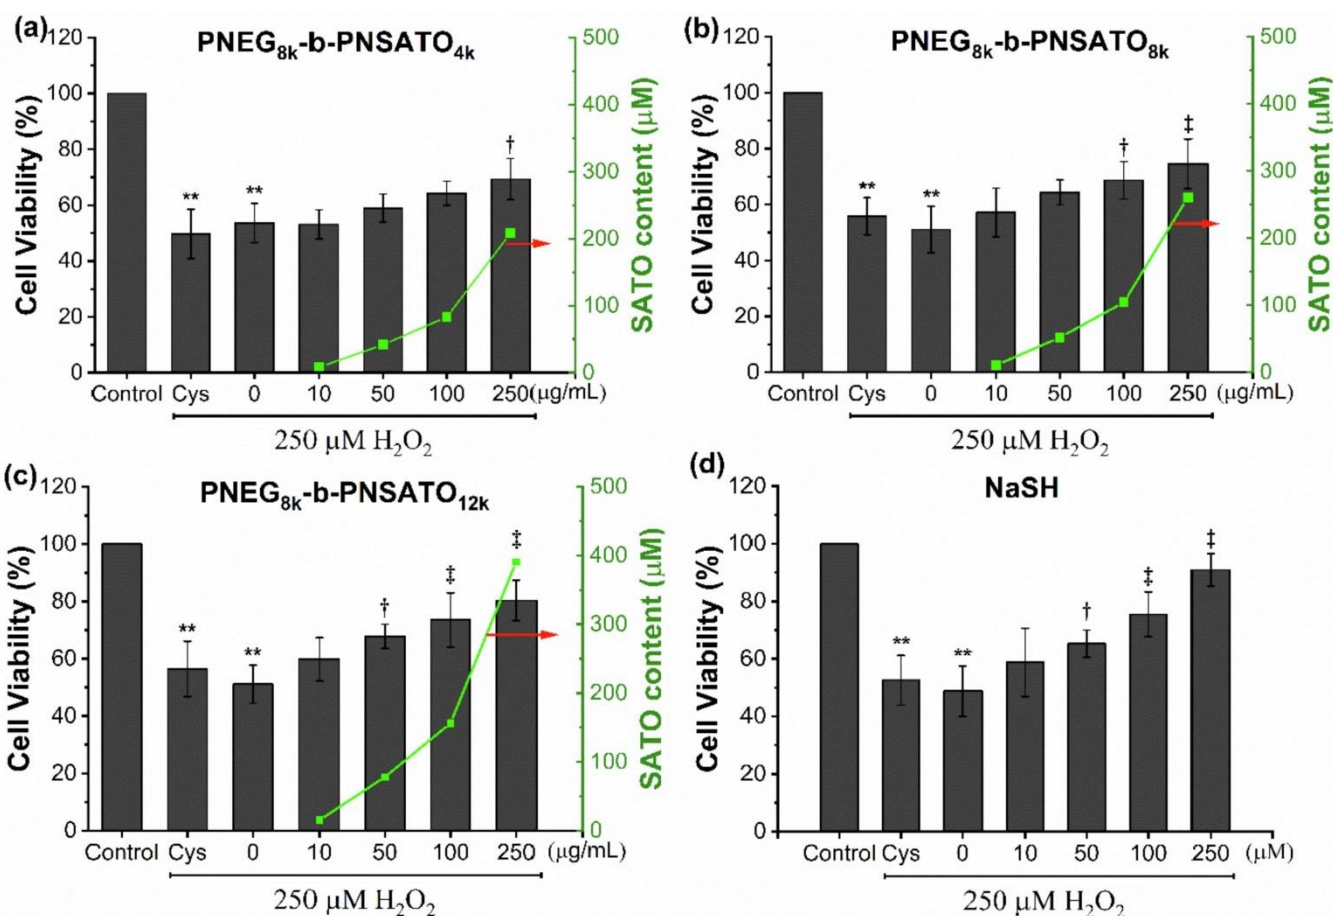 (a)
PNEG8k-b-PNSATO4k
Cell Viability (%)
120
100
80
60
40
20
0
** ** †
500
400
300
200
100
0
SATO content (µM)
Control Cys 0 10 50 100 250 (µg/mL)
250 µM H2O2
(b)
PNEG8k-b-PNSATO8k
Cell Viability (%)
120
100
80
60
40
20
0
** ** † ‡
500
400
300
200
100
0
SATO content (µM)
Control Cys 0 10 50 100 250 (µg/mL)
250 µM H2O2
(c)
PNEG8k-b-PNSATO12k
Cell Viability (%)
120
100
80
60
40
20
0
** ** † ‡ ‡
500
400
300
200
100
0
SATO content (µM)
Control Cys 0 10 50 100 250 (µg/mL)
250 µM H2O2
(d)
NaSH
Cell Viability (%)
120
100
80
60
40
20
0
** ** † ‡ ‡
Control Cys 0 10 50 100 250 (µM)
250 µM H2O2